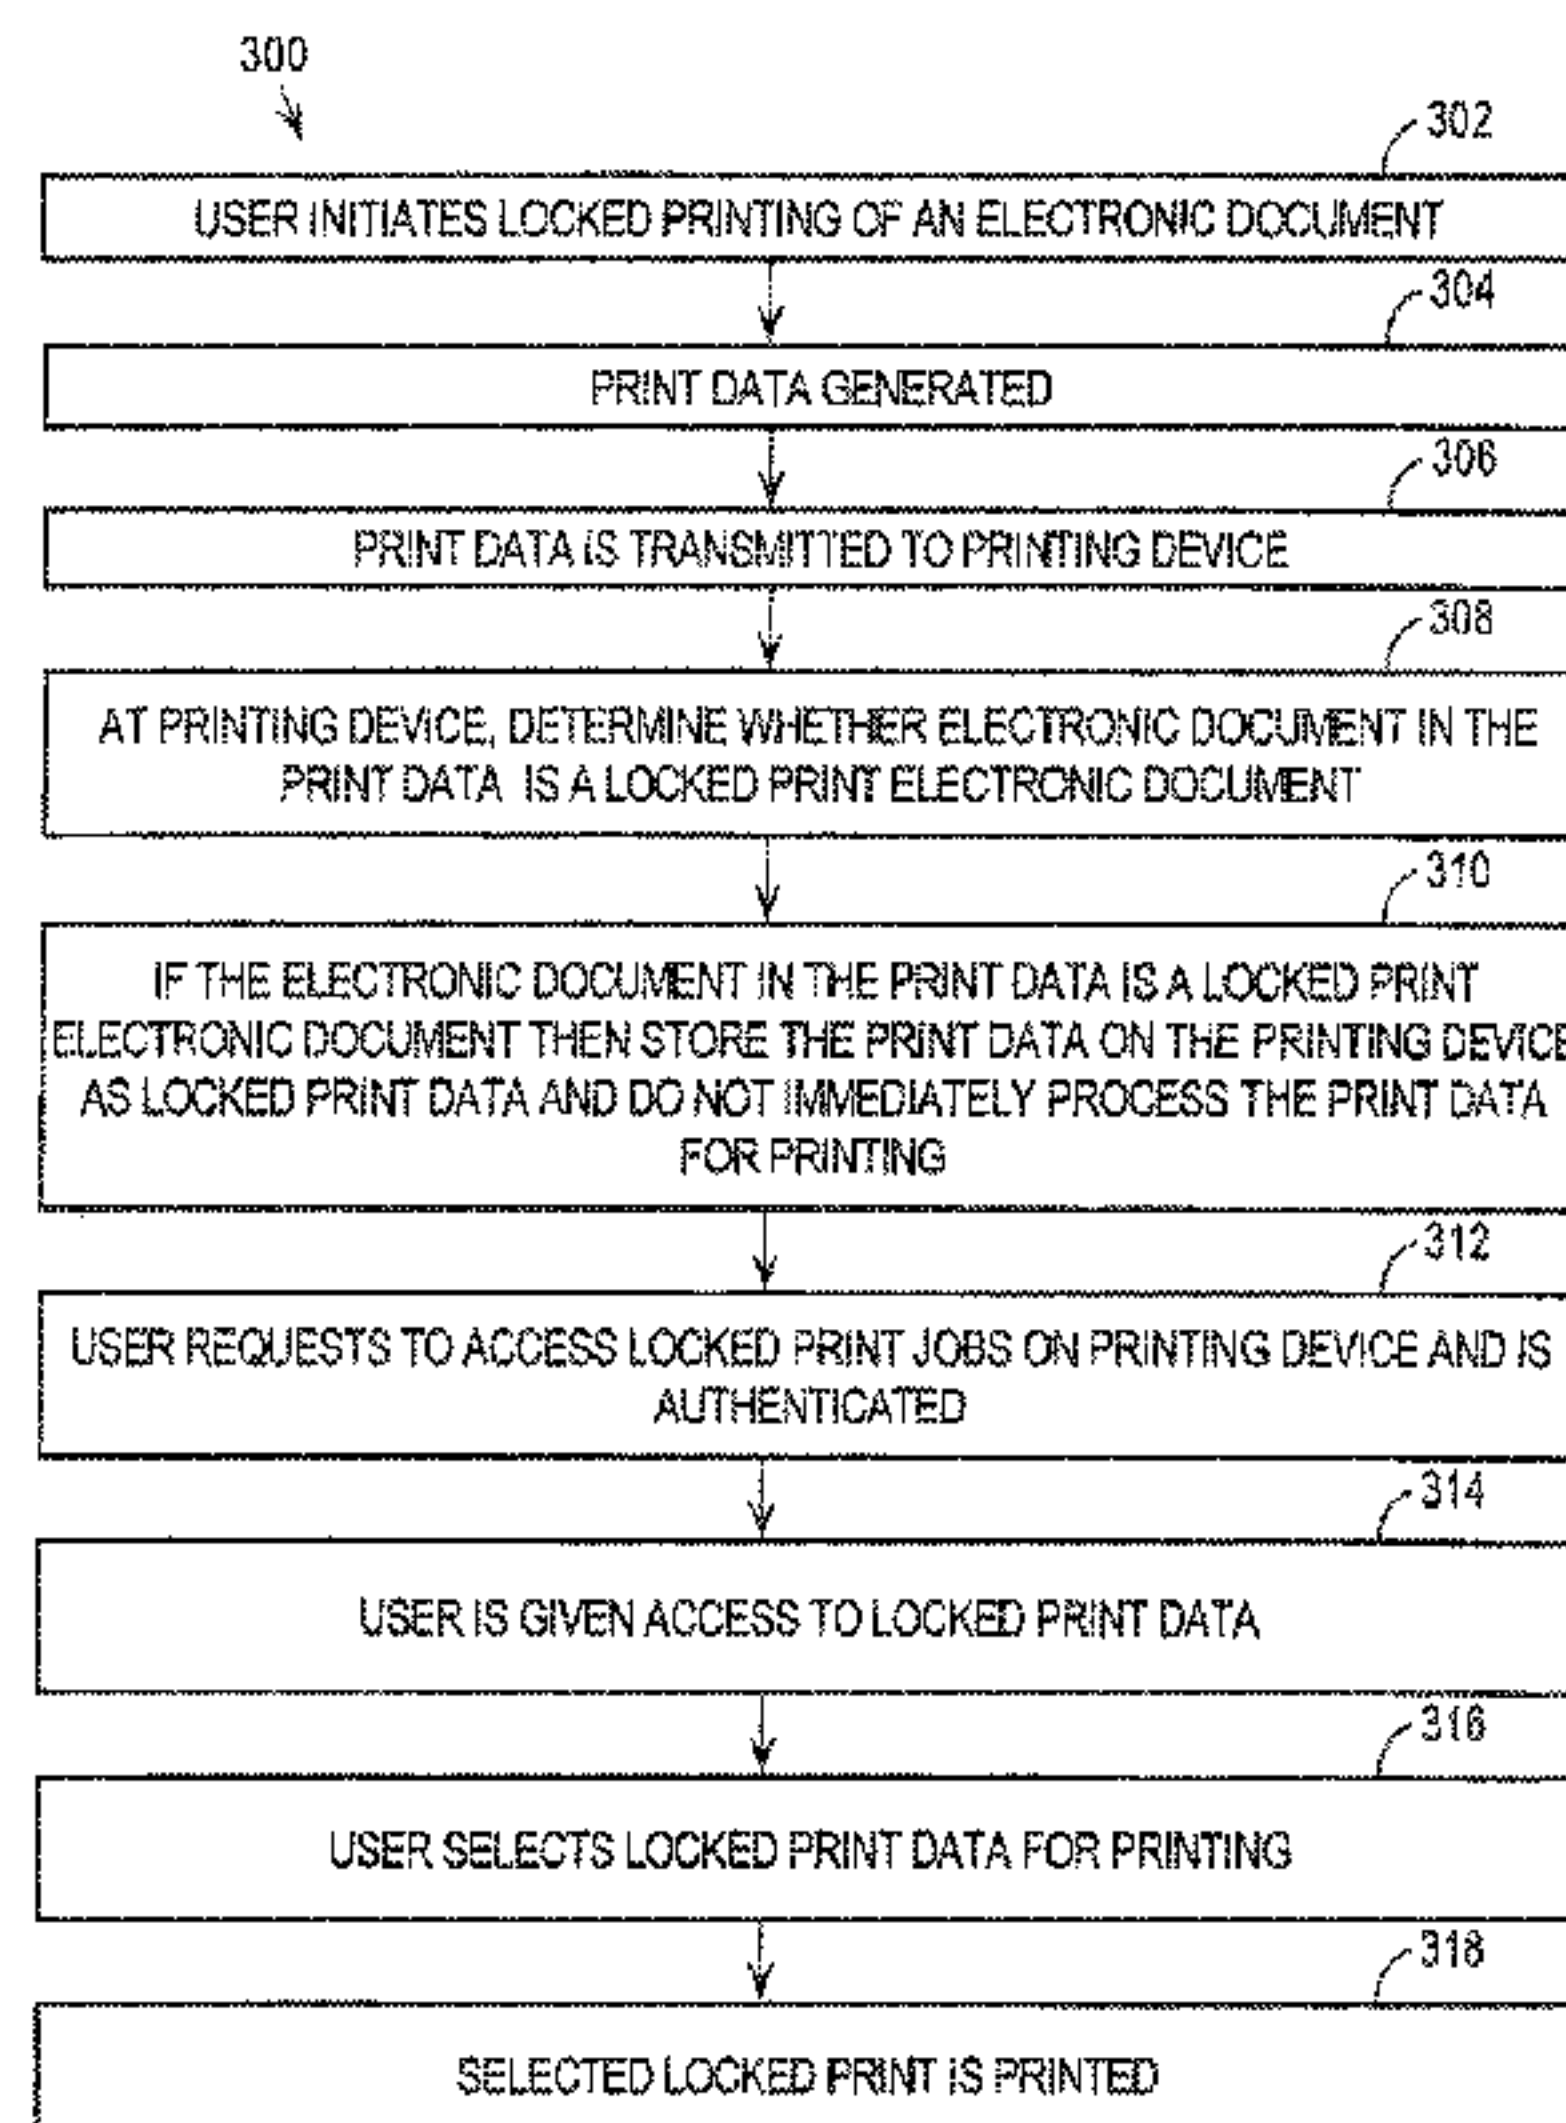 300
302
USER INITIATES LOCKED PRINTING OF AN ELECTRONIC DOCUMENT
304
PRINT DATA GENERATED
306
PRINT DATA IS TRANSMITTED TO PRINTING DEVICE
308
AT PRINTING DEVICE, DETERMINE WHETHER ELECTRONIC DOCUMENT IN THE
PRINT DATA IS A LOCKED PRINT ELECTRONIC DOCUMENT
310
IF THE ELECTRONIC DOCUMENT IN THE PRINT DATA IS A LOCKED PRINT
ELECTRONIC DOCUMENT THEN STORE THE PRINT DATA ON THE PRINTING DEVICE
AS LOCKED PRINT DATA AND DO NOT IMMEDIATELY PROCESS THE PRINT DATA
FOR PRINTING
312
USER REQUESTS TO ACCESS LOCKED PRINT JOBS ON PRINTING DEVICE AND IS
AUTHENTICATED
314
USER IS GIVEN ACCESS TO LOCKED PRINT DATA
316
USER SELECTS LOCKED PRINT DATA FOR PRINTING
318
SELECTED LOCKED PRINT IS PRINTED